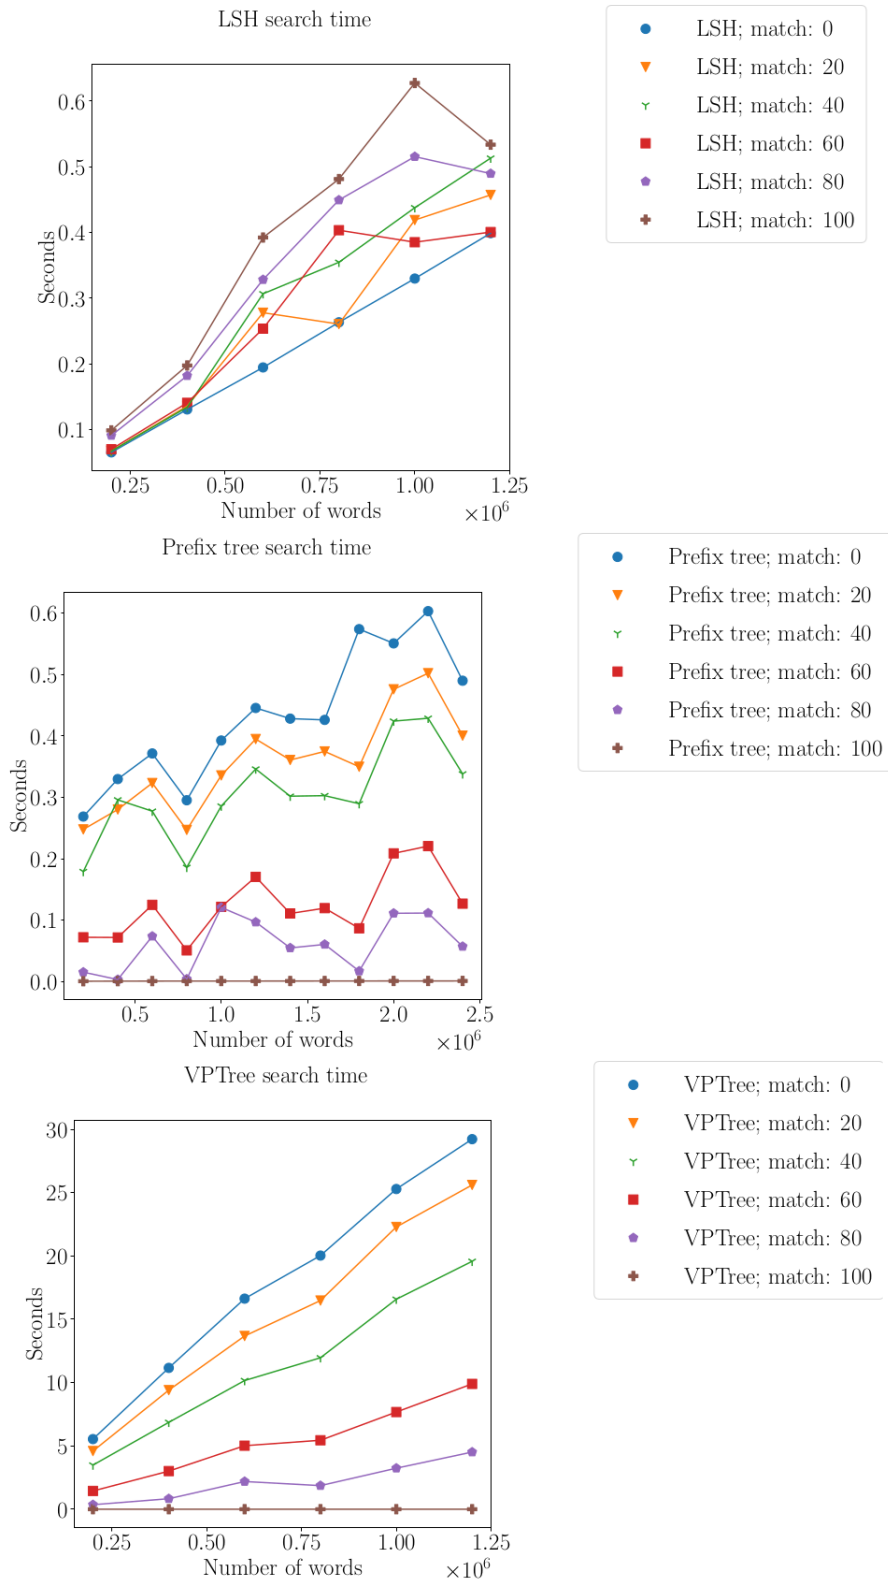 LSH search time
LSH; match: 0
LSH; match: 20
LSH; match: 40
LSH; match: 60
LSH; match: 80
LSH; match: 100
Seconds
0.6
0.5
0.4
0.3
0.2
0.1
0.25 0.50 0.75 1.00 1.25
Number of words
×10⁶
Prefix tree search time
Prefix tree; match: 0
Prefix tree; match: 20
Prefix tree; match: 40
Prefix tree; match: 60
Prefix tree; match: 80
Prefix tree; match: 100
Seconds
0.6
0.5
0.4
0.3
0.2
0.1
0.0
0.5 1.0 1.5 2.0 2.5
Number of words
×10⁶
VPTree search time
VPTree; match: 0
VPTree; match: 20
VPTree; match: 40
VPTree; match: 60
VPTree; match: 80
VPTree; match: 100
Seconds
30
25
20
15
10
5
0
0.25 0.50 0.75 1.00 1.25
Number of words
×10⁶